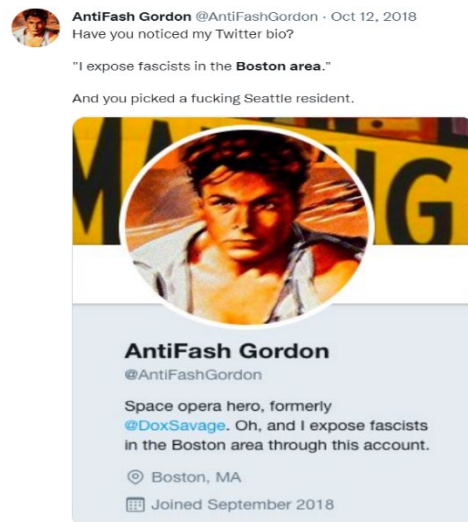 AntiFash Gordon @AntiFashGordon · Oct 12, 2018
Have you noticed my Twitter bio?
"I expose fascists in the Boston area."
And you picked a fucking Seattle resident.
AntiFash Gordon
@AntiFashGordon
Space opera hero, formerly
@DoxSavage. Oh, and I expose fascists
in the Boston area through this account.
Boston, MA
Joined September 2018